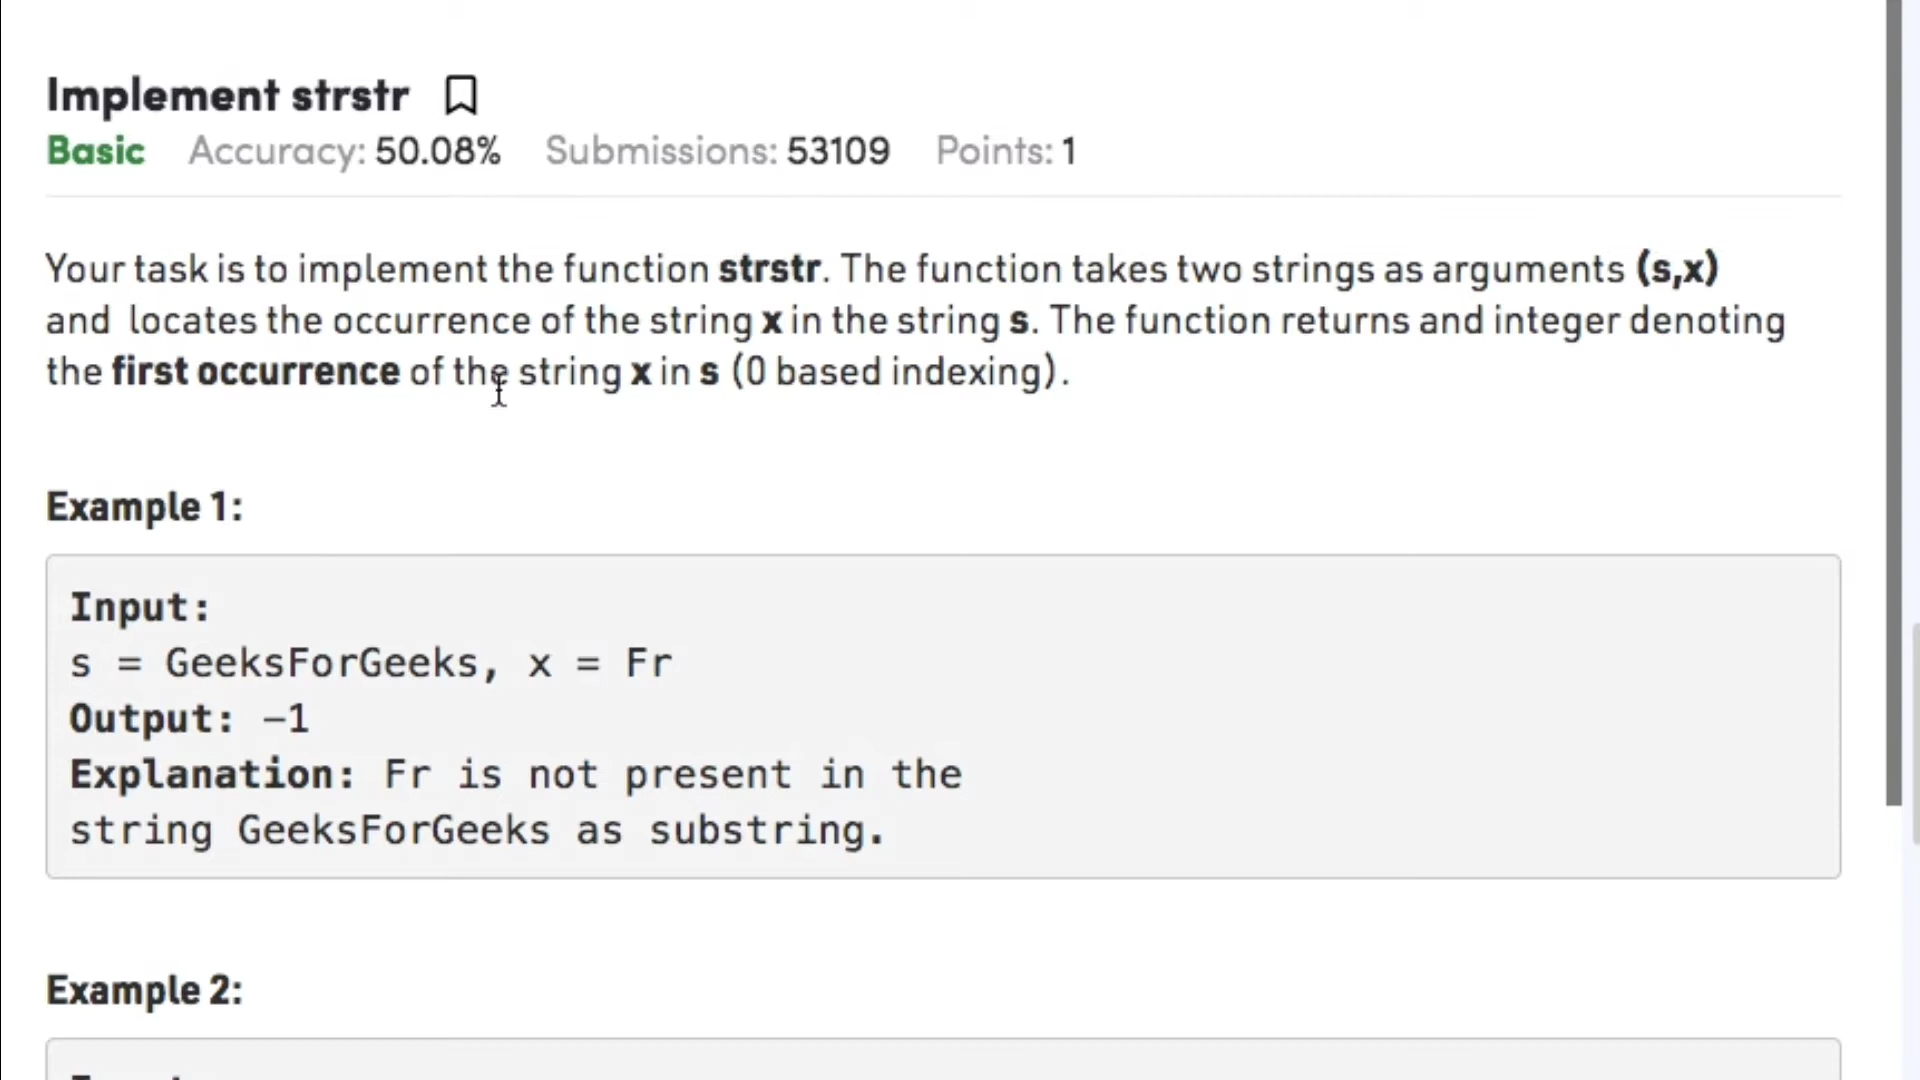 Implement strstr
Basic Accuracy: 50.08% Submissions: 53109 Points: 1
Your task is to implement the function strstr. The function takes two strings as arguments (s,x)
and  locates the occurrence of the string x in the string s. The function returns and integer denoting
the first occurrence of the string x in s (0 based indexing).
Example 1:
Input:
s = GeeksForGeeks, x = Fr
Output: -1
Explanation: Fr is not present in the
string GeeksForGeeks as substring.
Example 2: